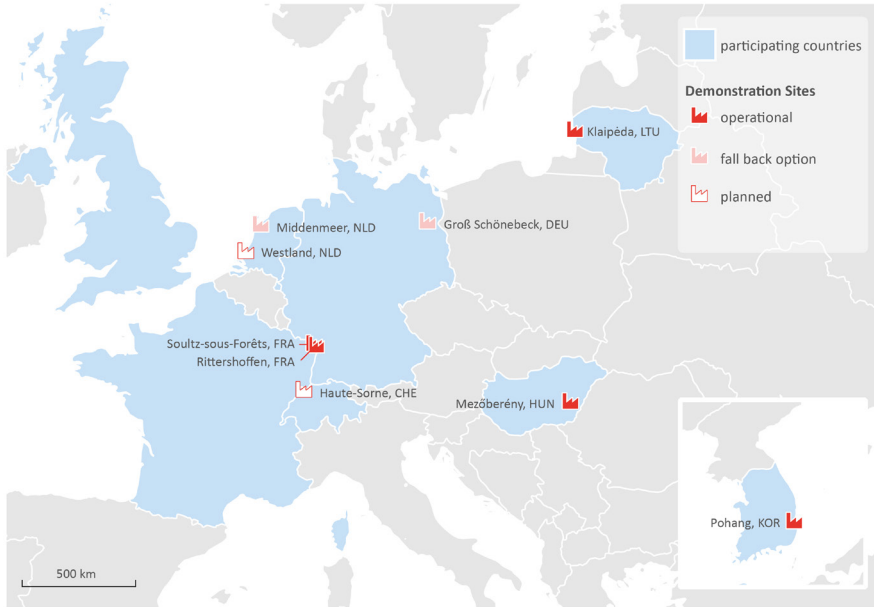 participating countries
Demonstration Sites
operational
fall back option
planned
Klaipėda, LTU
Middenmeer, NLD
Groß Schönebeck, DEU
Westland, NLD
Soultz-sous-Forêts, FRA
Rittershoffen, FRA
Haute-Sorne, CHE
Mezőberény, HUN
Pohang, KOR
500 km